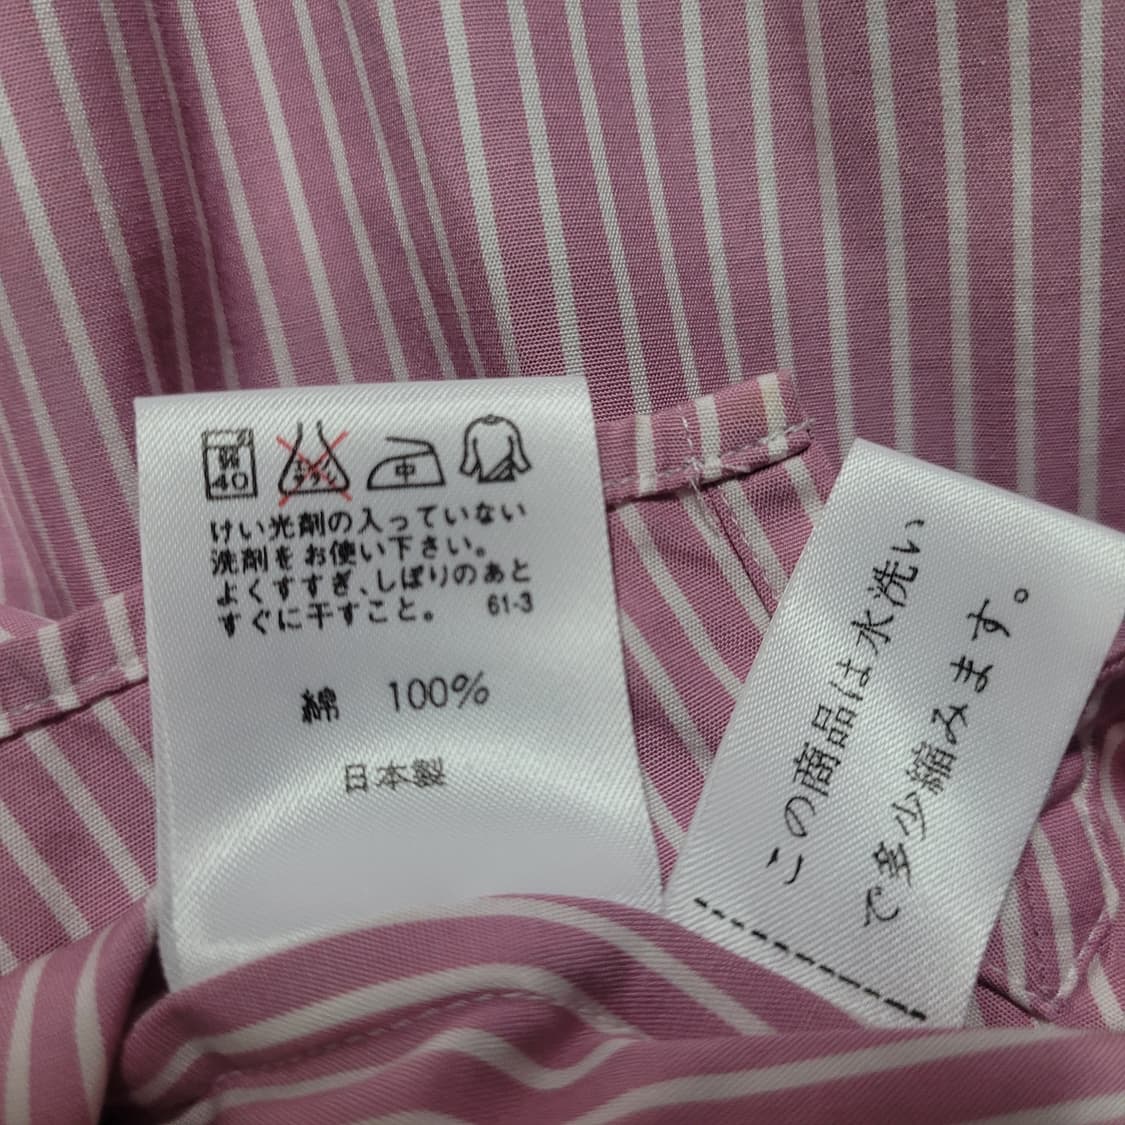 弱
40
エンソ
サラシ
中
けい光剤の入っていない
洗剤をお使い下さい。
よくすすぎ、しぼりのあと
すぐに干すこと。 61-3
綿 100%
日本製
この商品は水洗い
で多少縮みます。